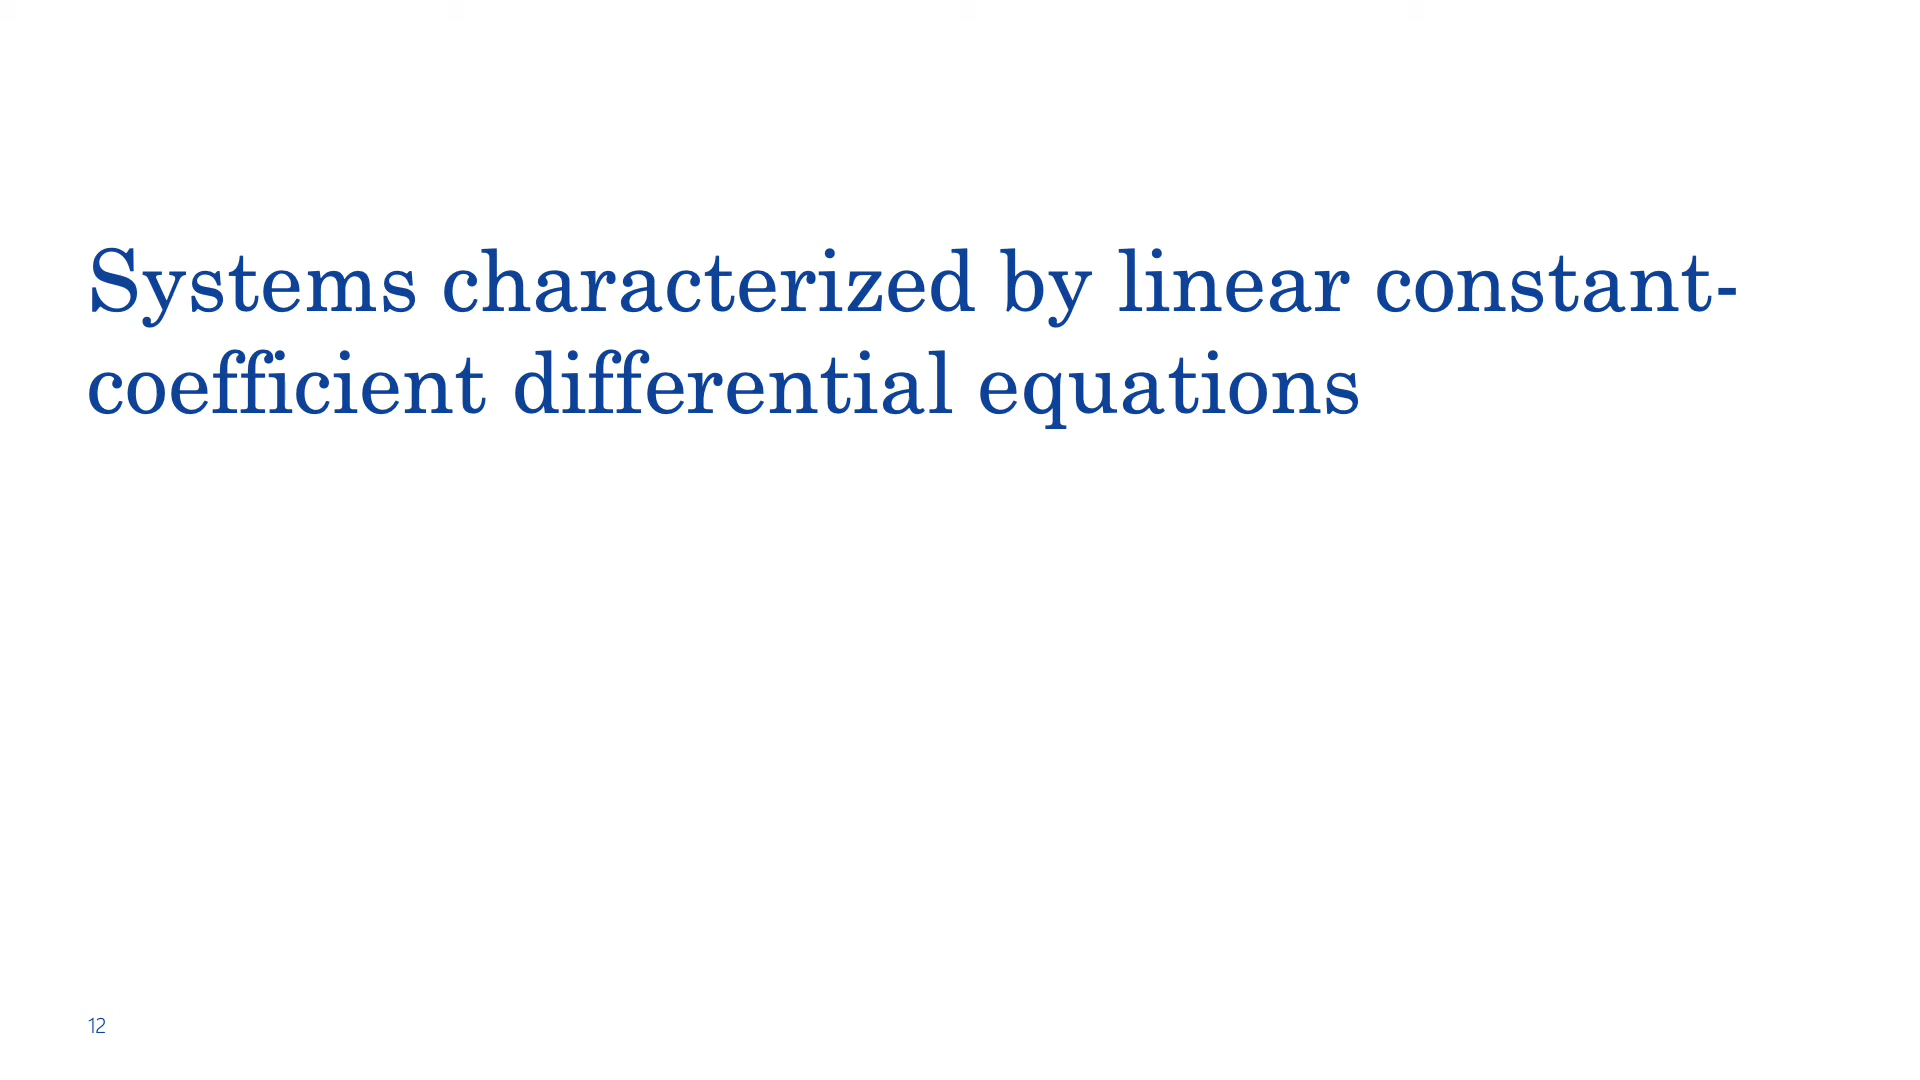 Systems characterized by linear constant-
coefficient differential equations
12